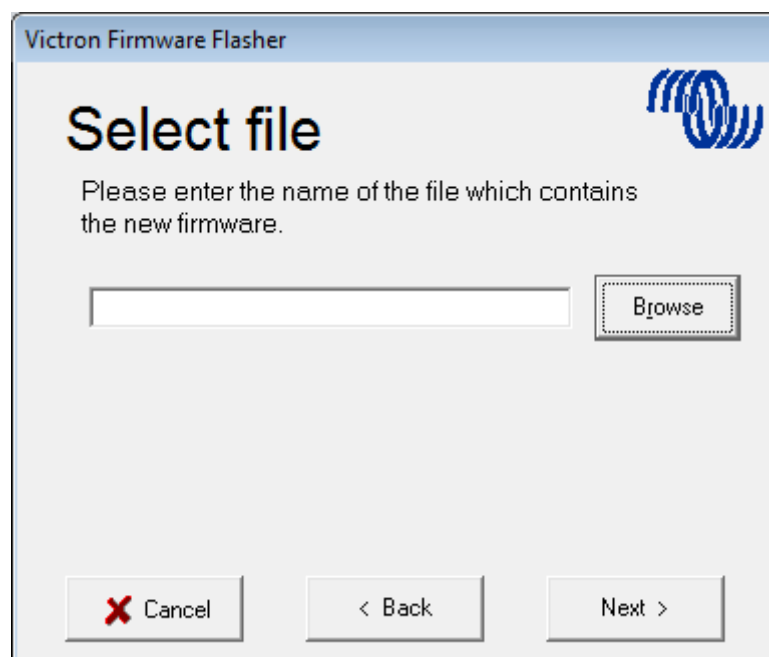 Victron Firmware Flasher
Select file
Please enter the name of the file which contains
the new firmware.
Browse
Cancel
< Back
Next >